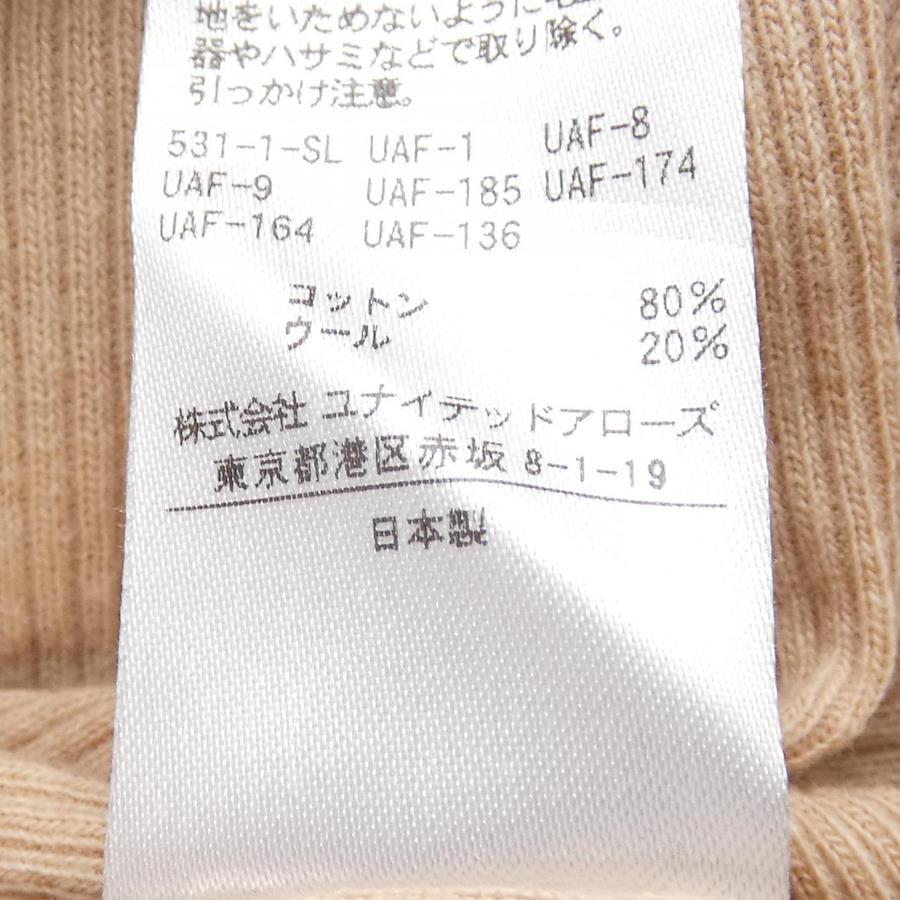 地をいためないように毛玉
器やハサミなどで取り除く。
引っかけ注意。
531-1-SL UAF-1 UAF-8
UAF-9 UAF-185 UAF-174
UAF-164 UAF-136
コットン 80%
ウール 20%
株式会社 ユナイテッドアローズ
東京都港区赤坂 8-1-19
日本製